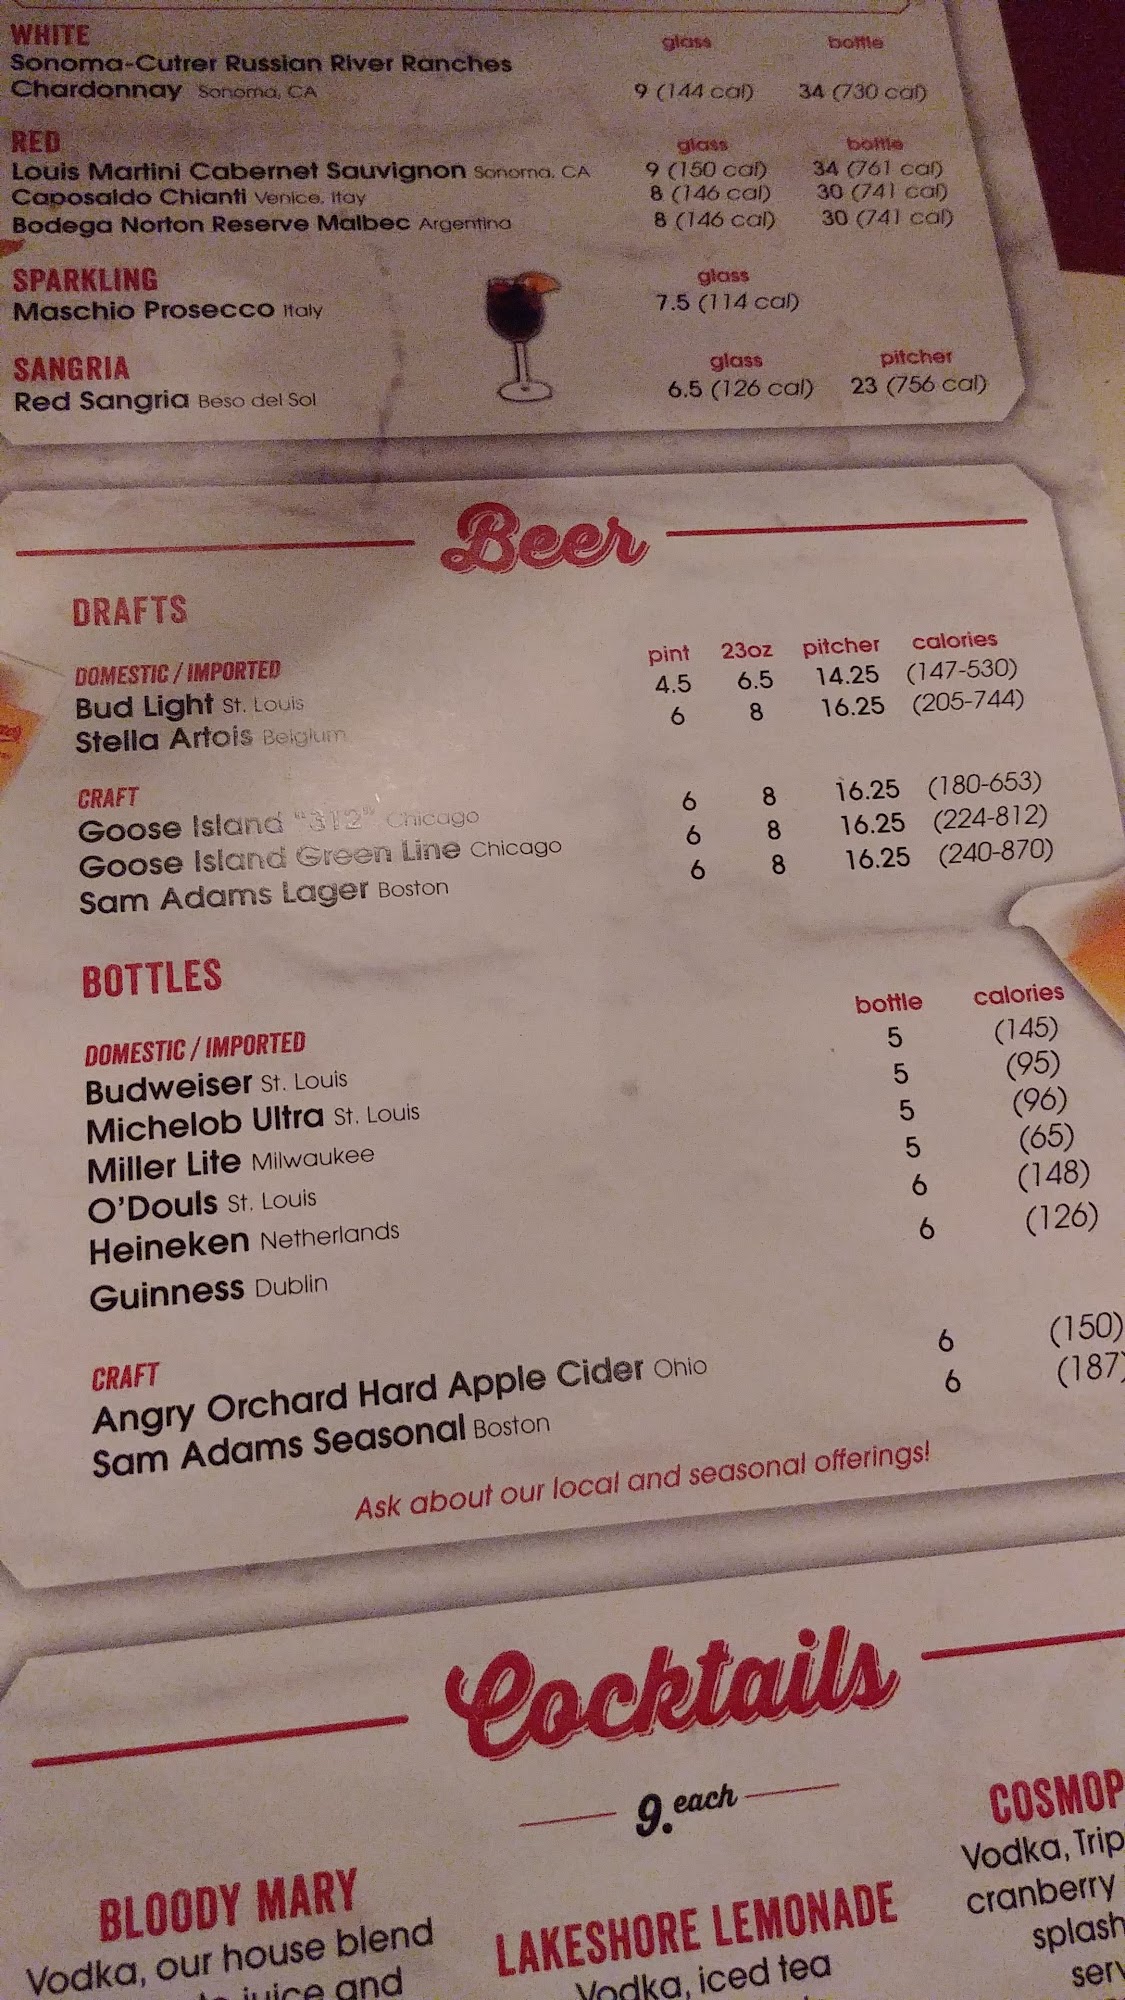 WHITE glass bottle
Sonoma-Cutrer Russian River Ranches
Chardonnay Sonoma, CA 9 (144 cal) 34 (730 cal)
RED glass bottle
Louis Martini Cabernet Sauvignon Sonoma, CA 9 (150 cal) 34 (761 cal)
Caposaldo Chianti Venice, Itay 8 (146 cal) 30 (741 cal)
Bodega Norton Reserve Malbec Argentina 8 (146 cal) 30 (741 cal)
SPARKLING glass
Maschio Prosecco Italy 7.5 (114 cal)
SANGRIA glass pitcher
Red Sangria Beso del Sol 6.5 (126 cal) 23 (756 cal)
Beer
DRAFTS
DOMESTIC / IMPORTED pint 23oz pitcher calories
Bud Light St. Louis 4.5 6.5 14.25 (147-530)
Stella Artois Belgium 6 8 16.25 (205-744)
CRAFT
Goose Island "312" Chicago 6 8 16.25 (180-653)
Goose Island Green Line Chicago 6 8 16.25 (224-812)
Sam Adams Lager Boston 6 8 16.25 (240-870)
BOTTLES
DOMESTIC / IMPORTED bottle calories
Budweiser St. Louis 5 (145)
Michelob Ultra St. Louis 5 (95)
Miller Lite Milwaukee 5 (96)
O'Douls St. Louis 5 (65)
Heineken Netherlands 6 (148)
Guinness Dublin 6 (126)
CRAFT
Angry Orchard Hard Apple Cider Ohio 6 (150)
Sam Adams Seasonal Boston 6 (187)
Ask about our local and seasonal offerings!
Cocktails
9. each
BLOODY MARY
Vodka, our house blend
juice and
LAKESHORE LEMONADE
Vodka, iced tea
COSMOP
Vodka, Trip
cranberry
splash
serv